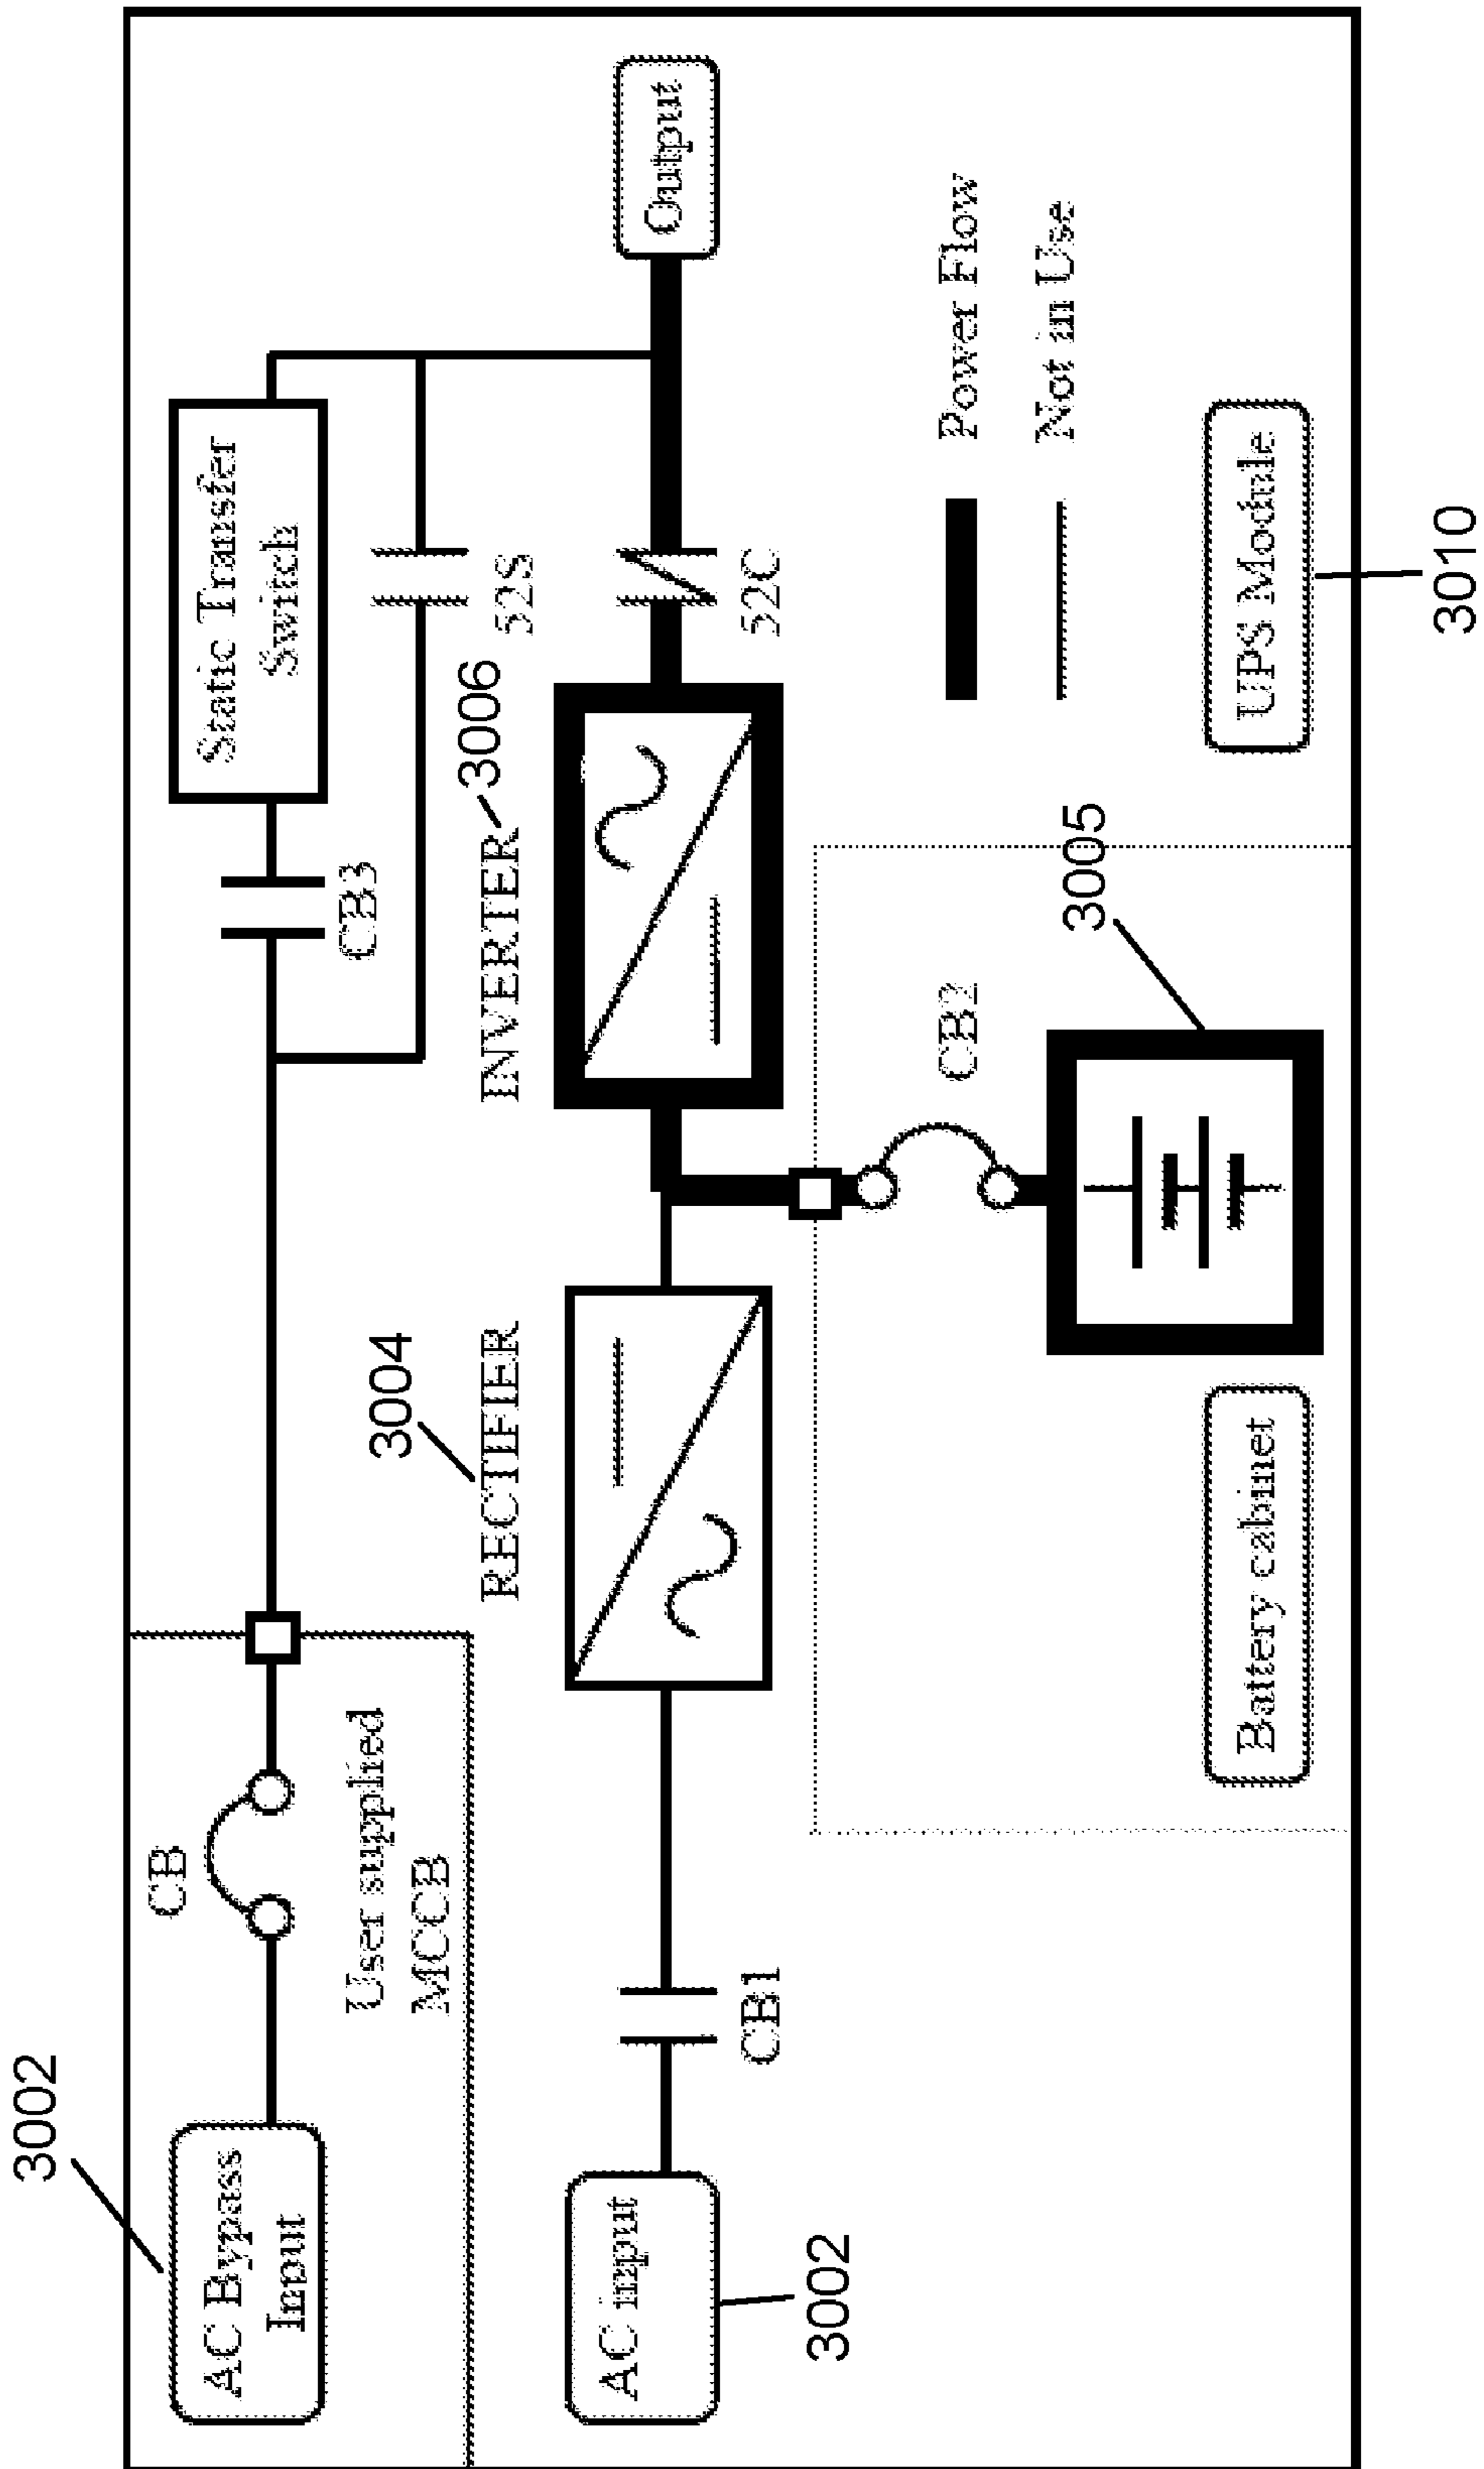 3002
AC Bypass
Input
CB
User supplied
MCCB
CB3
Static Transfer
Switch
52S
3004
RECTIFIER
INVERTER
3006
AC input
3002
CB1
52C
Output
CB2
3005
Power Flow
Not in Use
Battery cabinet
UPS Module
3010